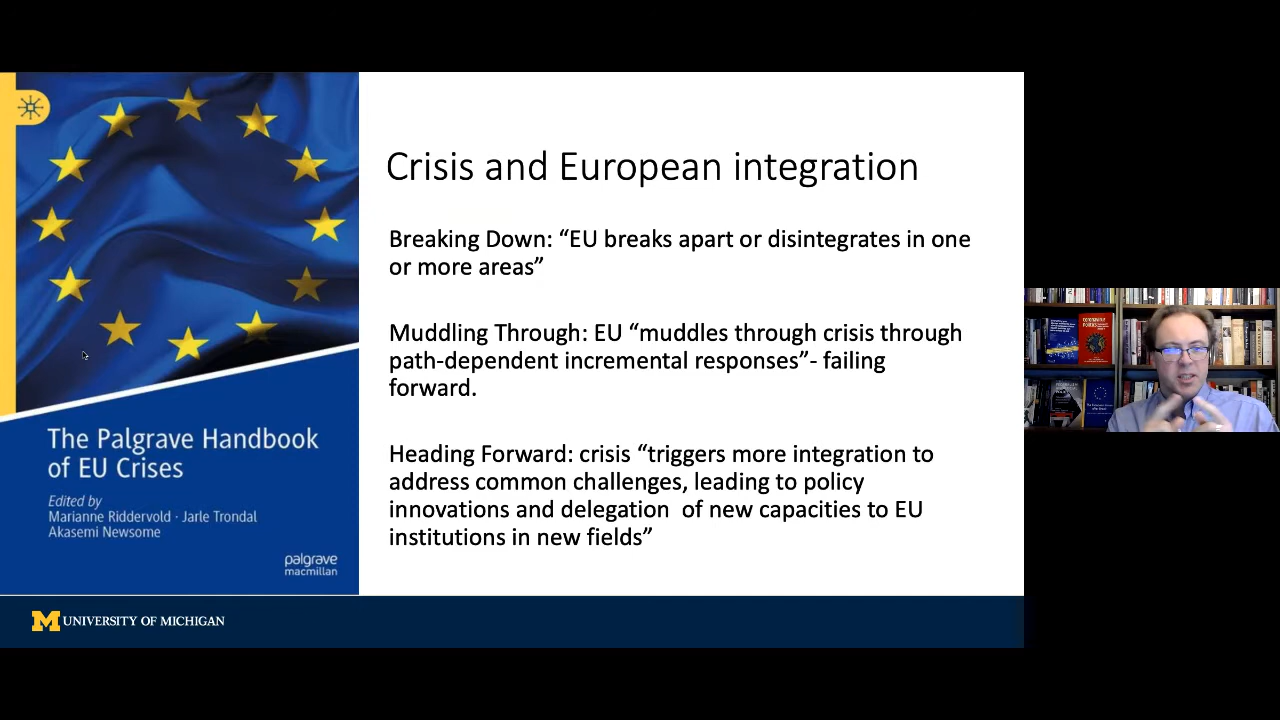 Crisis and European integration
Breaking Down: “EU breaks apart or disintegrates in one
or more areas”
Muddling Through: EU “muddles through crisis through
path-dependent incremental responses”- failing
forward.
Heading Forward: crisis “triggers more integration to
address common challenges, leading to policy
innovations and delegation  of new capacities to EU
institutions in new fields”
The Palgrave Handbook
of EU Crises
Edited by
Marianne Riddervold · Jarle Trondal
Akasemi Newsome
palgrave
macmillan
M UNIVERSITY OF MICHIGAN